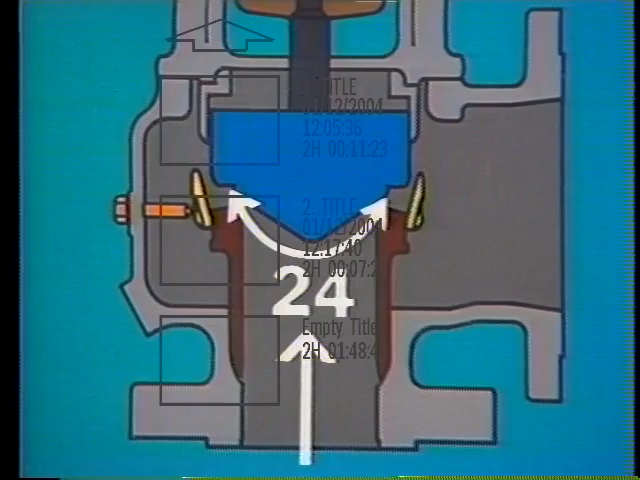 TITLE
01/12/2004
12:05:36
2H 00:11:23
2. TITLE
01/12/2004
12:17:40
2H 00:07:2
24
Empty Title
2H 01:48:4